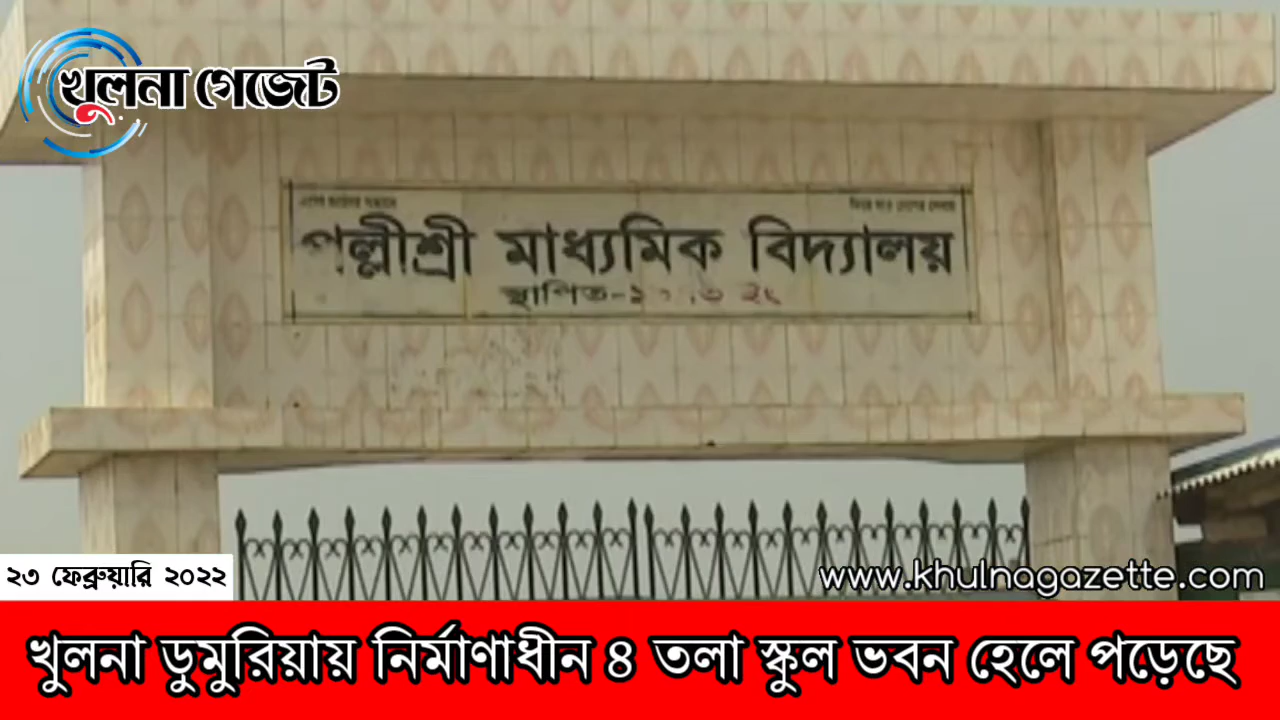 খুলনা গেজেট
পল্লীশ্রী মাধ্যমিক বিদ্যালয়
স্থাপিত-
২৩ ফেব্রুয়ারি ২০২২
www.khulnagazette.com
খুলনা ডুমুরিয়ায় নির্মাণাধীন ৪ তলা স্কুল ভবন হেলে পড়েছে